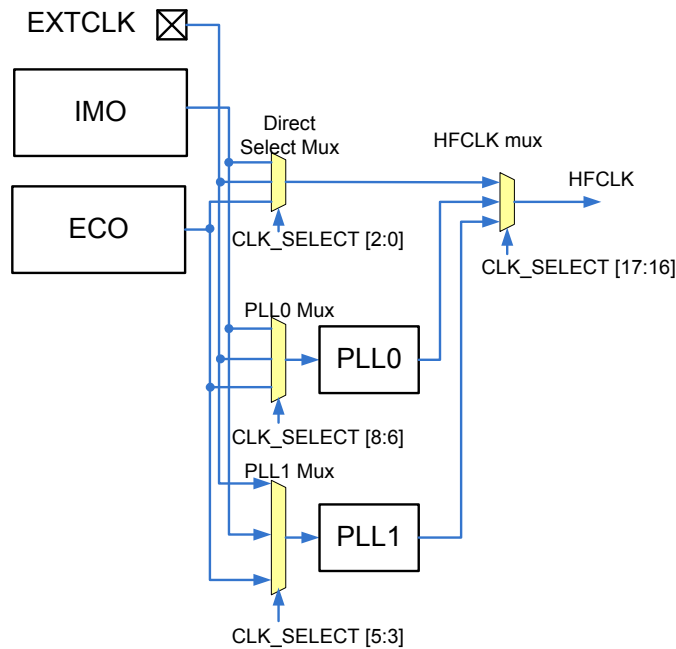 EXTCLK
IMO
Direct
Select Mux
HFCLK mux
HFCLK
ECO
CLK_SELECT [2:0]
CLK_SELECT [17:16]
PLL0 Mux
PLL0
CLK_SELECT [8:6]
PLL1 Mux
PLL1
CLK_SELECT [5:3]